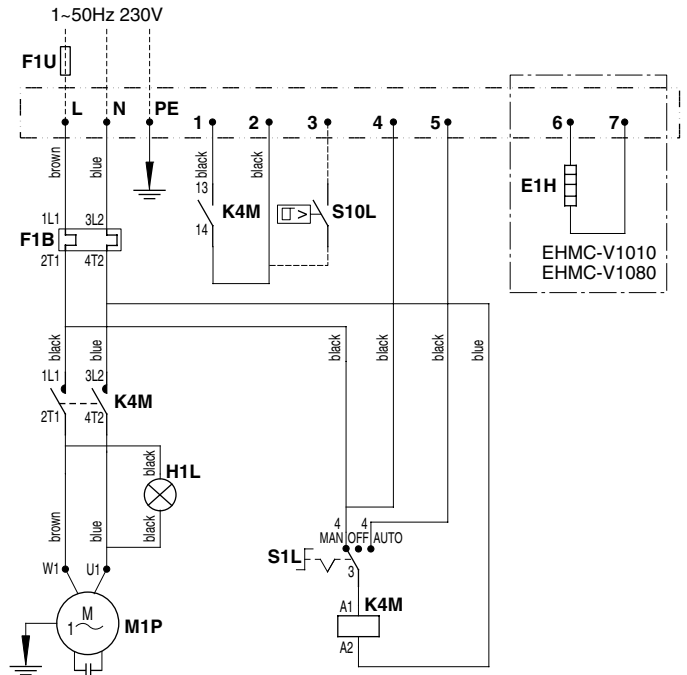 1~50Hz 230V
F1U
L N PE 1 2 3 4 5 6 7
brown blue black black black black
13
K4M S10L E1H
14
1L1 3L2
F1B
2T1 4T2
EHMC-V1010
EHMC-V1080
black blue black black black blue
1L1 3L2
K4M
2T1 4T2
black
H1L
black
brown blue
4 4
MAN OFF AUTO
S1L
3
W1 U1
M
1~
M1P
A1 K4M
A2